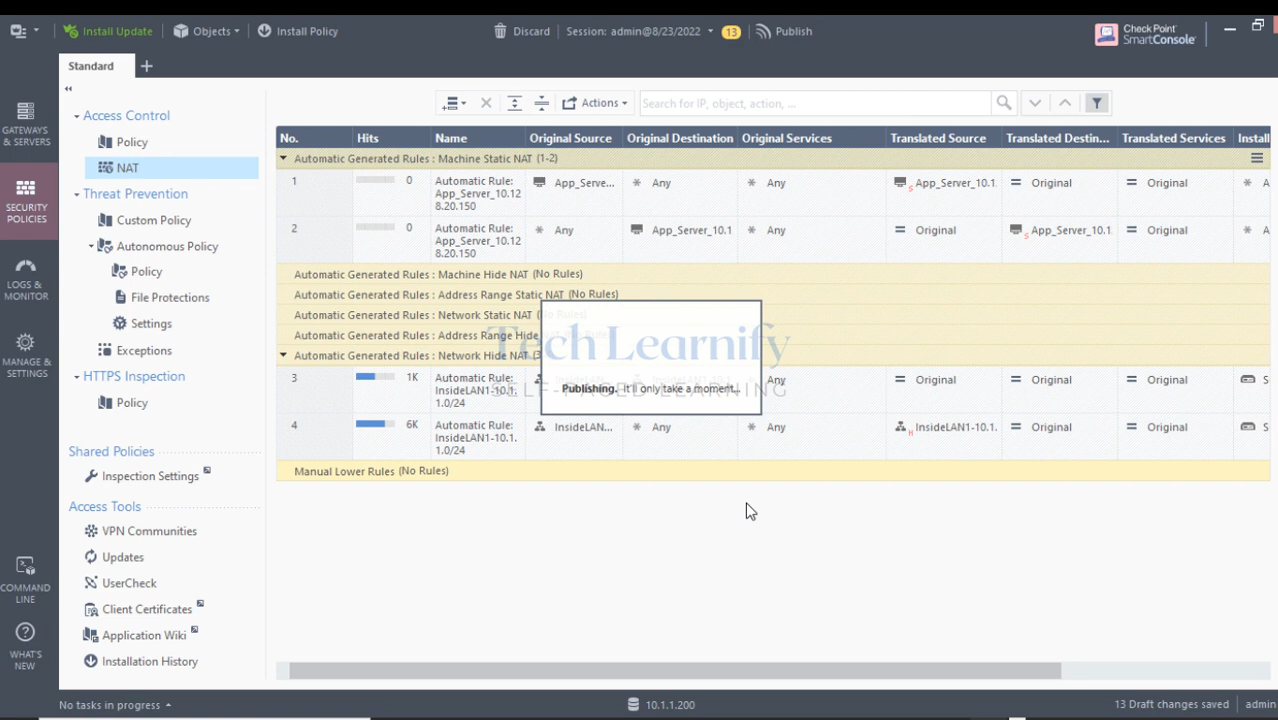 Install Update
Objects
Install Policy
Discard
Session: admin@8/23/2022
13
Publish
Check Point
SmartConsole
Standard
Access Control
Policy
NAT
Threat Prevention
Custom Policy
Autonomous Policy
Policy
File Protections
Settings
Exceptions
HTTPS Inspection
Policy
Shared Policies
Inspection Settings
Access Tools
VPN Communities
Updates
UserCheck
Client Certificates
Application Wiki
Installation History
GATEWAYS
& SERVERS
SECURITY
POLICIES
LOGS &
MONITOR
MANAGE &
SETTINGS
COMMAND
LINE
WHAT'S
NEW
Actions
Search for IP, object, action, ...
No. Hits Name Original Source Original Destination Original Services Translated Source Translated Destin... Translated Services Install
Automatic Generated Rules : Machine Static NAT (1-2)
1 0 Automatic Rule: App_Serve... Any Any App_Server_10.1. Original Original A
App_Server_10.12
8.20.150
2 0 Automatic Rule: Any App_Server_10.1 Any Original App_Server_10.1. Original A
App_Server_10.12
8.20.150
Automatic Generated Rules : Machine Hide NAT (No Rules)
Automatic Generated Rules : Address Range Static NAT (No Rules)
Automatic Generated Rules : Network Static NAT (No Rules)
Automatic Generated Rules : Address Range Hide
Automatic Generated Rules : Network Hide NAT (3
3 1K Automatic Rule: Any Original Original Original S
InsideLAN1-10.1.
1.0/24
4 6K Automatic Rule: InsideLAN... Any Any InsideLAN1-10.1. Original Original S
InsideLAN1-10.1.
1.0/24
Manual Lower Rules (No Rules)
Tech Learnify
SELF-PACED LEARNING
Publishing. It'll only take a moment...
No tasks in progress
10.1.1.200
13 Draft changes saved
admin